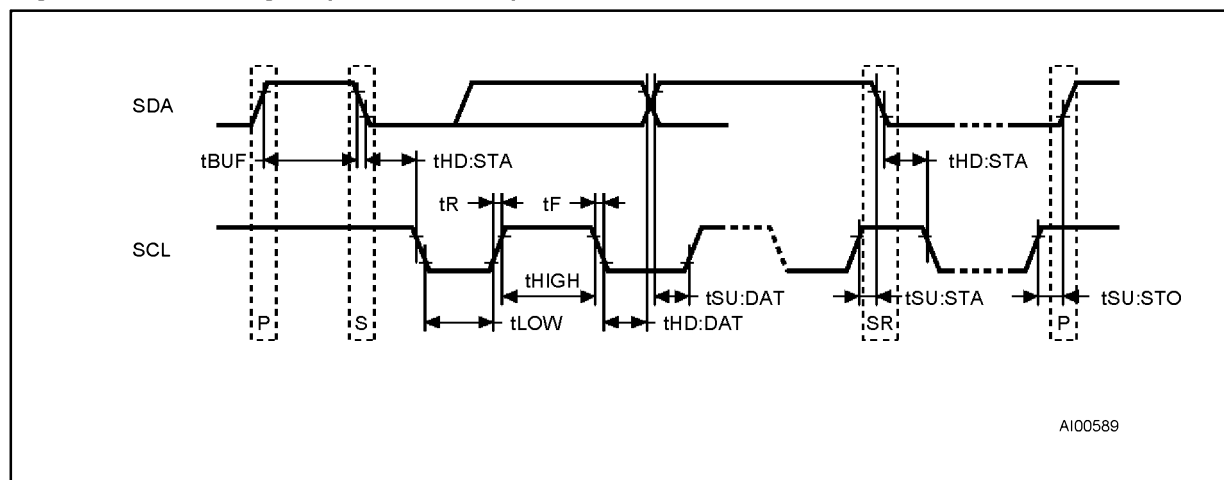 SDA
tBUF
tHD:STA
tHD:STA
tR
tF
SCL
tHIGH
tSU:DAT
tSU:STA
tSU:STO
P
S
tLOW
tHD:DAT
SR
P
AI00589